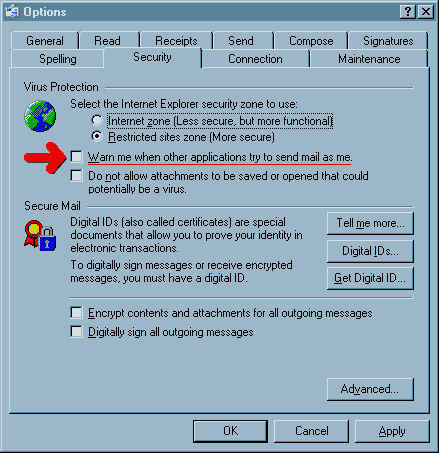 Options
General
Read
Receipts
Send
Compose
Signatures
Spelling
Security
Connection
Maintenance
Virus Protection
Select the Internet Explorer security zone to use:
Internet zone (Less secure, but more functional)
Restricted sites zone (More secure)
Warn me when other applications try to send mail as me.
Do not allow attachments to be saved or opened that could
potentially be a virus.
Secure Mail
Digital IDs (also called certificates) are special
documents that allow you to prove your identity in
electronic transactions.
Tell me more...
Digital IDs...
To digitally sign messages or receive encrypted
messages, you must have a digital ID.
Get Digital ID...
Encrypt contents and attachments for all outgoing messages
Digitally sign all outgoing messages
Advanced...
OK
Cancel
Apply